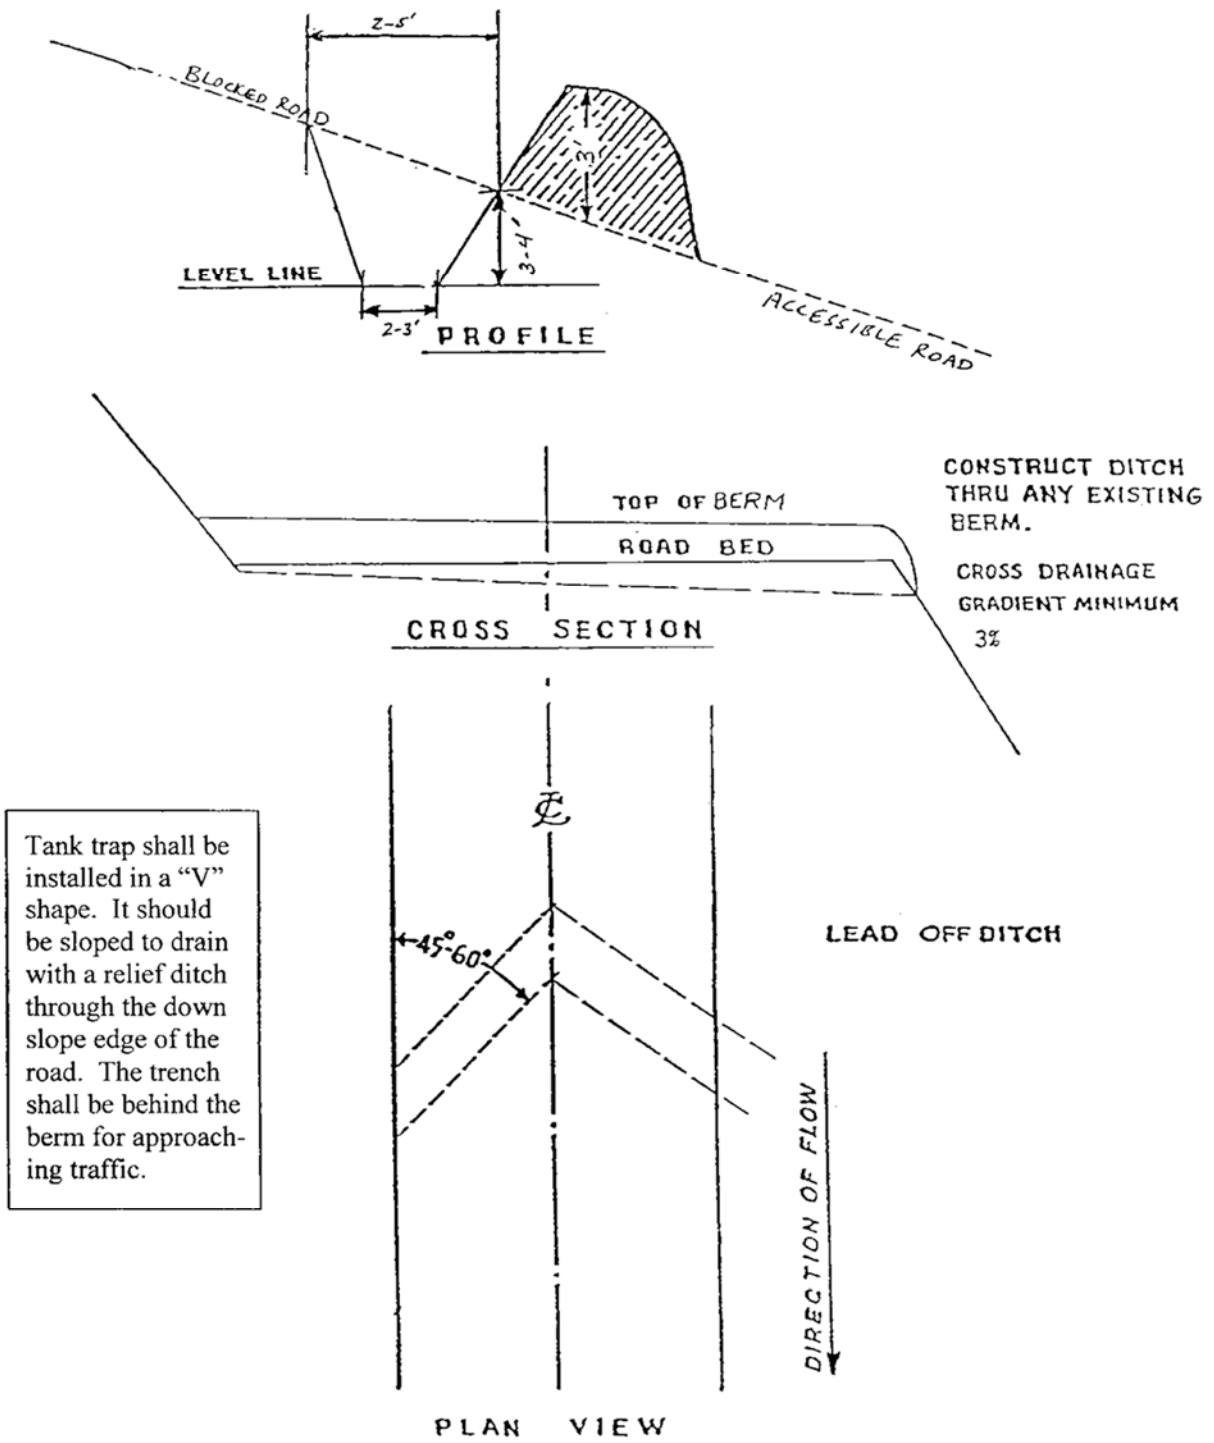 2-5'
BLOCKED ROAD
3'
3-4'
LEVEL LINE
2-3'
PROFILE
ACCESSIBLE ROAD
CONSTRUCT DITCH
THRU ANY EXISTING
BERM.
TOP OF BERM
ROAD BED
CROSS DRAINAGE
GRADIENT MINIMUM
3%
CROSS SECTION
CL
Tank trap shall be
installed in a “V”
shape. It should
be sloped to drain
with a relief ditch
through the down
slope edge of the
road. The trench
shall be behind the
berm for approach-
ing traffic.
45°-60°
LEAD OFF DITCH
DIRECTION OF FLOW
PLAN VIEW